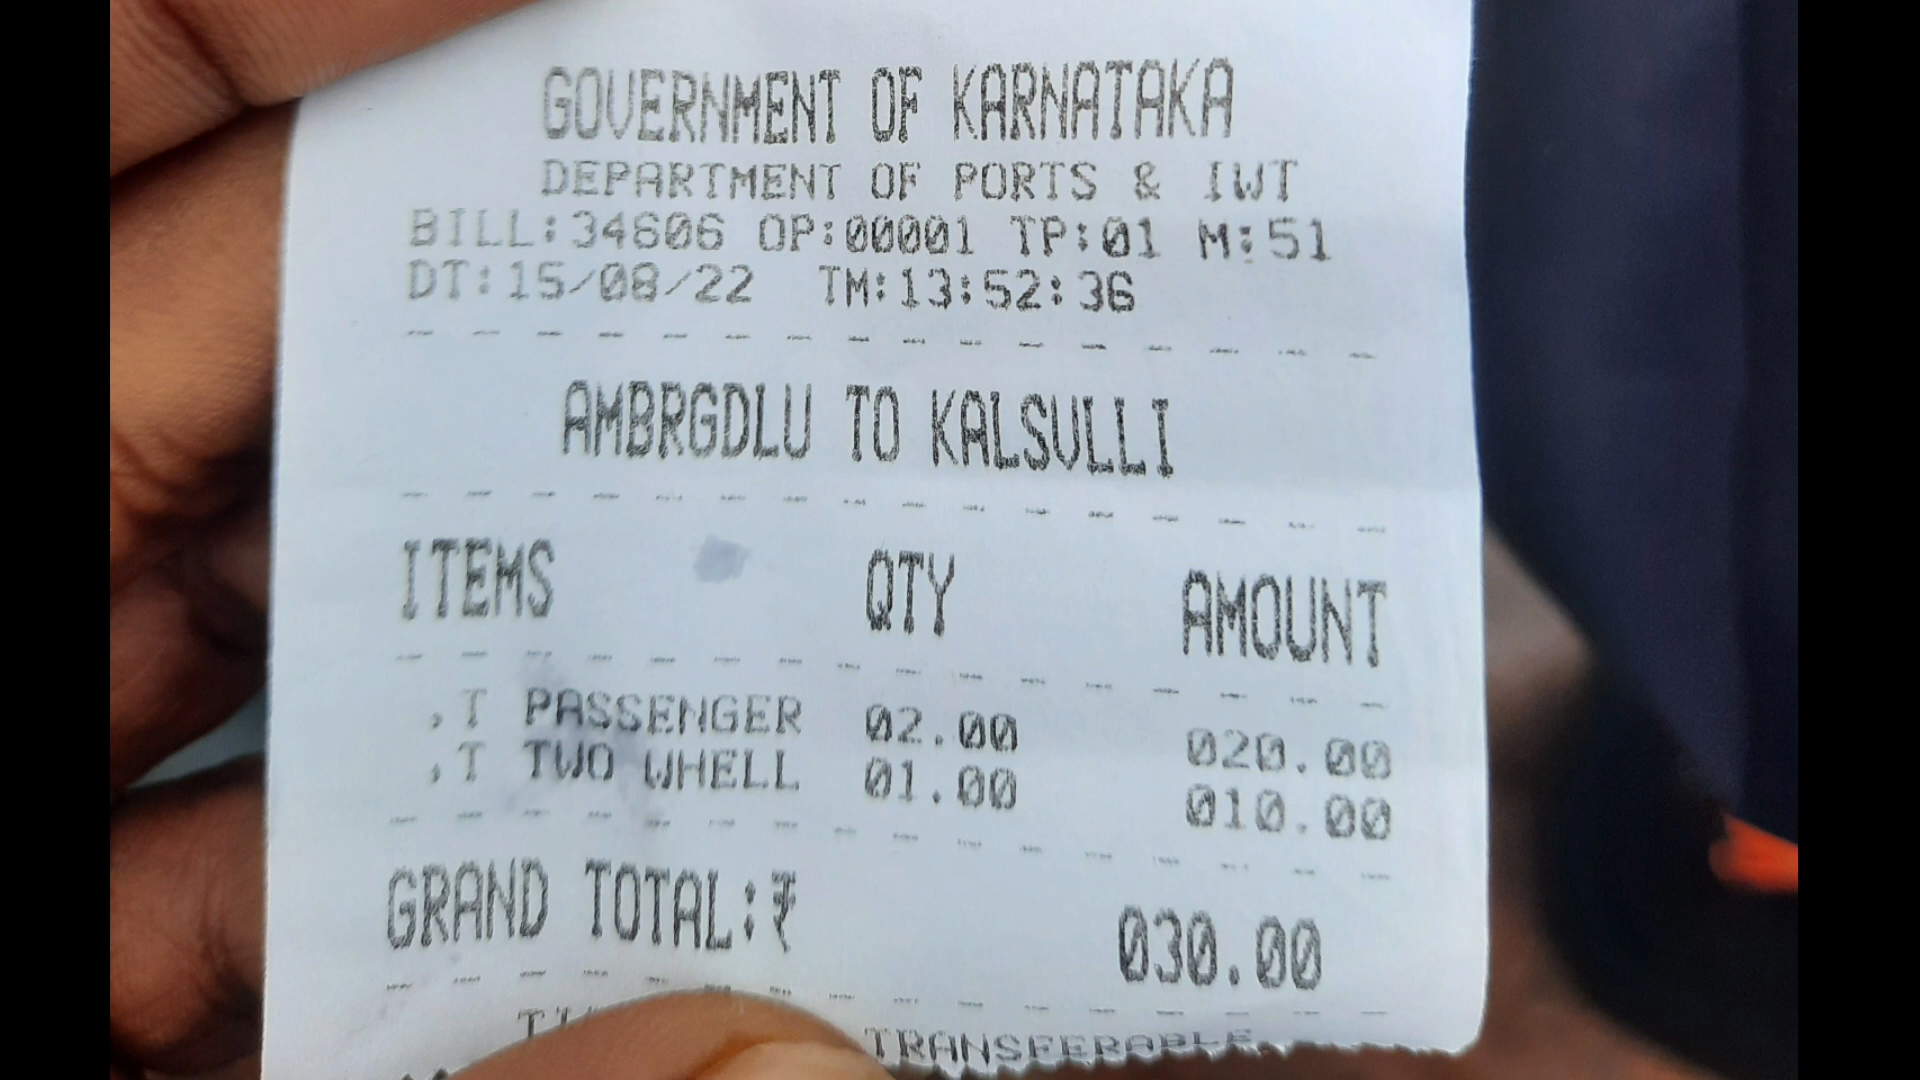 GOVERNMENT OF KARNATAKA
DEPARTMENT OF PORTS & IWT
BILL:34606 OP:00001 TP:01 M:51
DT:15/08/22 TM:13:52:36
AMBRGDLU TO KALSVLLI
ITEMS QTY AMOUNT
,T PASSENGER 02.00 020.00
,T TWO WHELL 01.00 010.00
GRAND TOTAL:₹ 030.00
TRANSFERABLE